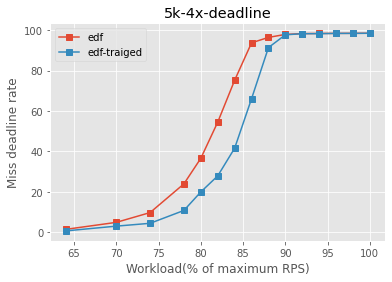 5k-4x-deadline
edf
edf-traiged
Miss deadline rate
100
80
60
40
20
0
65 70 75 80 85 90 95 100
Workload(% of maximum RPS)